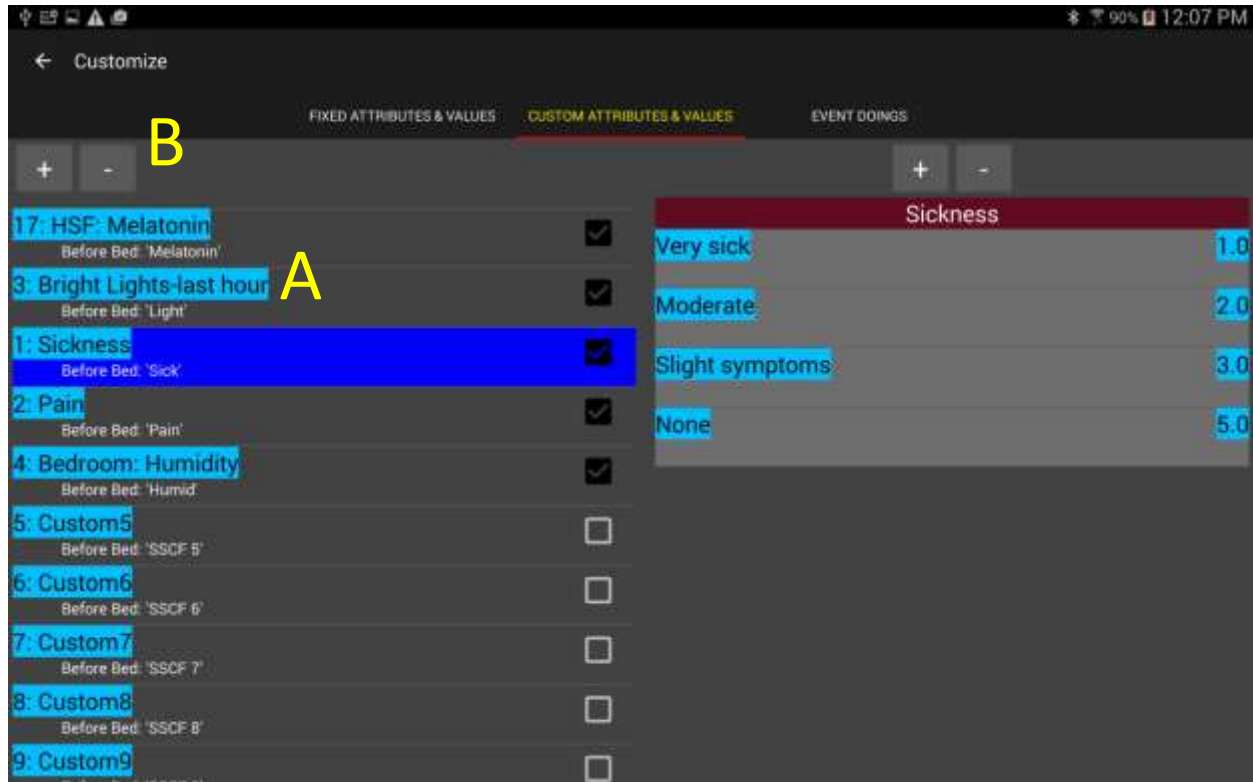 90% 12:07 PM
← Customize
FIXED ATTRIBUTES & VALUES CUSTOM ATTRIBUTES & VALUES EVENT DOINGS
B
+ - + -
Sickness
17: HSF: Melatonin
Before Bed: 'Melatonin'
3: Bright Lights-last hour
Before Bed: 'Light'
A
1: Sickness
Before Bed: 'Sick'
2: Pain
Before Bed: 'Pain'
4: Bedroom: Humidity
Before Bed: 'Humid'
5: Custom5
Before Bed: 'SSCF 5'
6: Custom6
Before Bed: 'SSCF 6'
7: Custom7
Before Bed: 'SSCF 7'
8: Custom8
Before Bed: 'SSCF 8'
9: Custom9
Very sick 1.0
Moderate 2.0
Slight symptoms 3.0
None 5.0